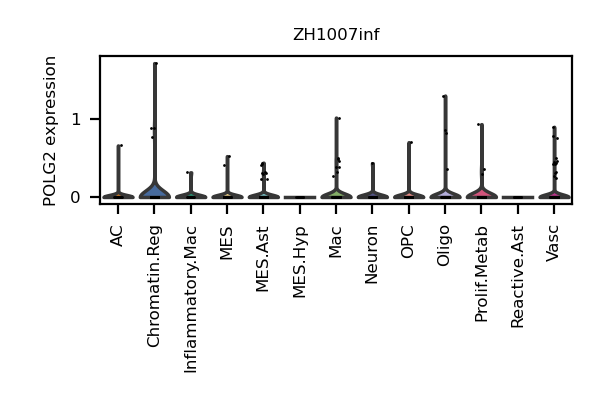 ZH1007inf
POLG2 expression
1
0
AC
Chromatin.Reg
Inflammatory.Mac
MES
MES.Ast
MES.Hyp
Mac
Neuron
OPC
Oligo
Prolif.Metab
Reactive.Ast
Vasc